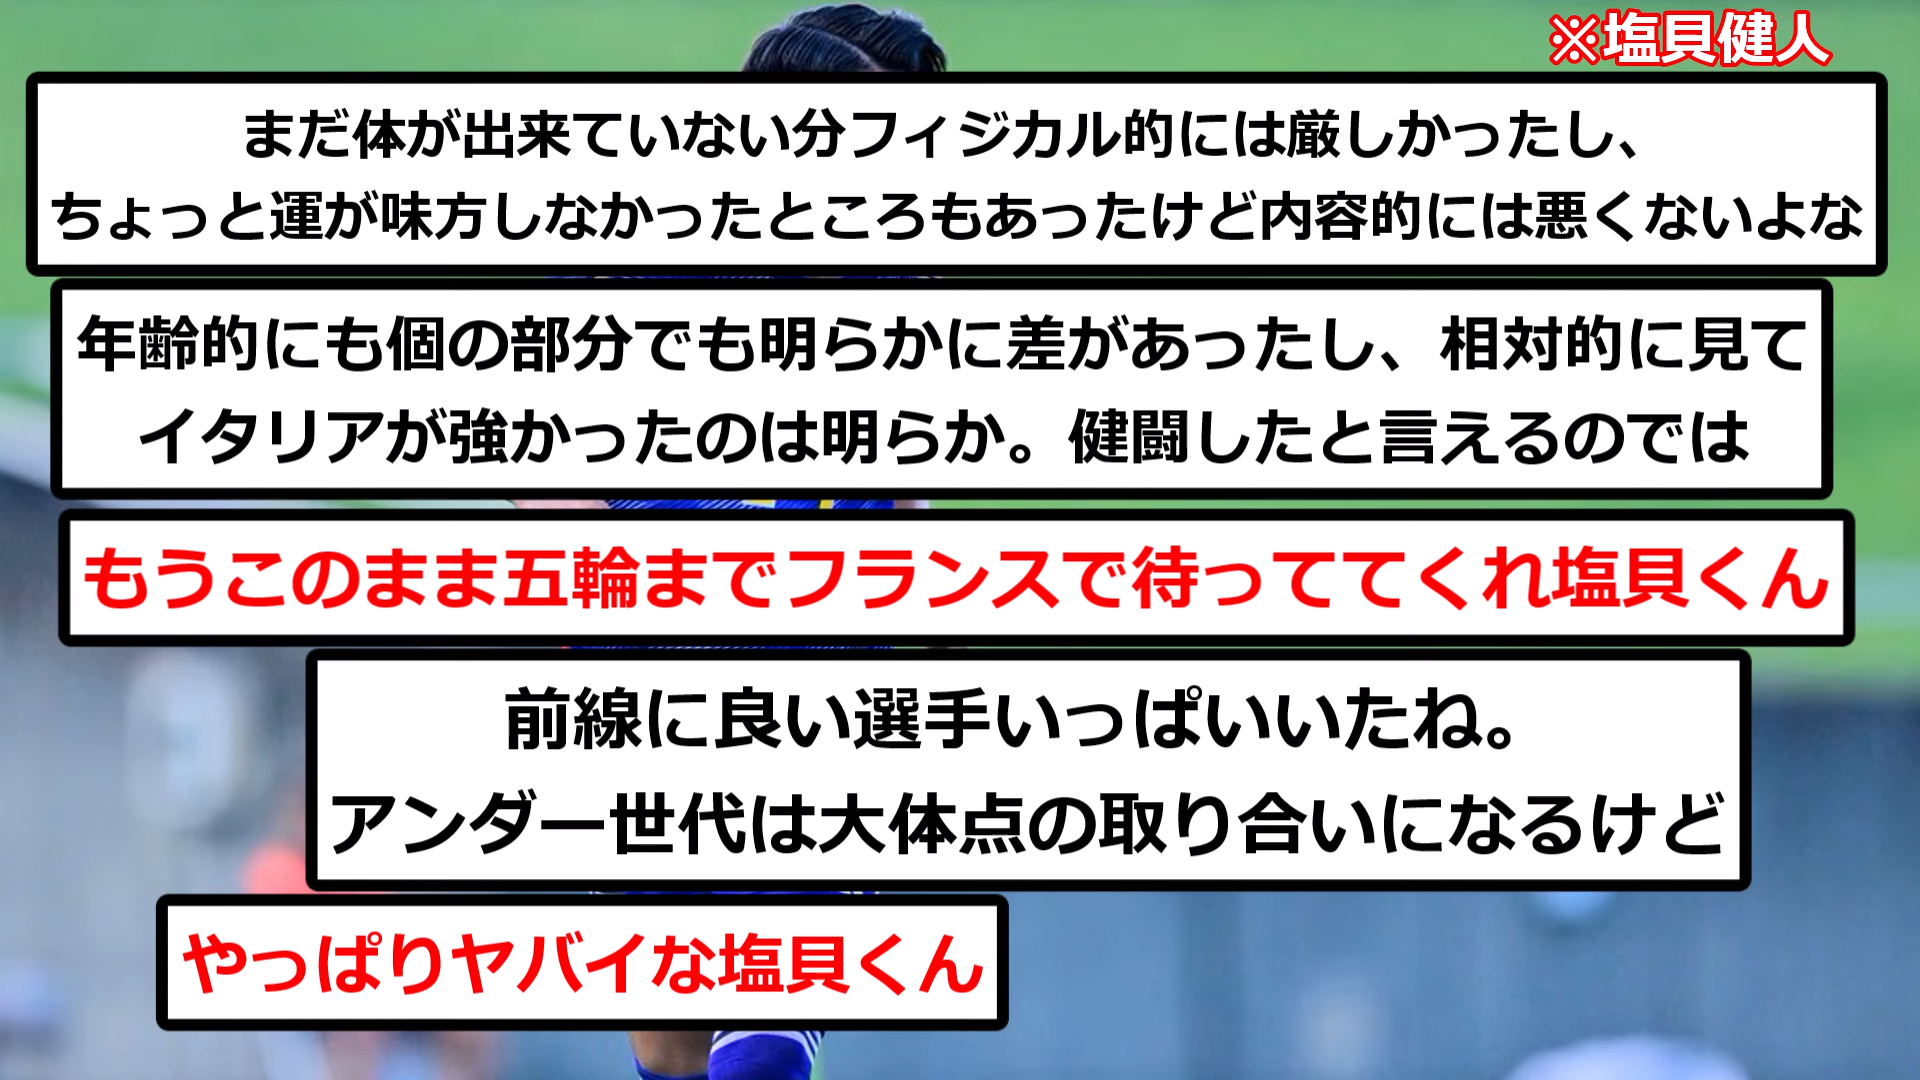 ※塩貝健人
まだ体が出来ていない分フィジカル的には厳しかったし、
ちょっと運が味方しなかったところもあったけど内容的には悪くないよな
年齢的にも個の部分でも明らかに差があったし、相対的に見て
イタリアが強かったのは明らか。健闘したと言えるのでは
もうこのまま五輪までフランスで待っててくれ塩貝くん
前線に良い選手いっぱいいたね。
アンダー世代は大体点の取り合いになるけど
やっぱりヤバイな塩貝くん